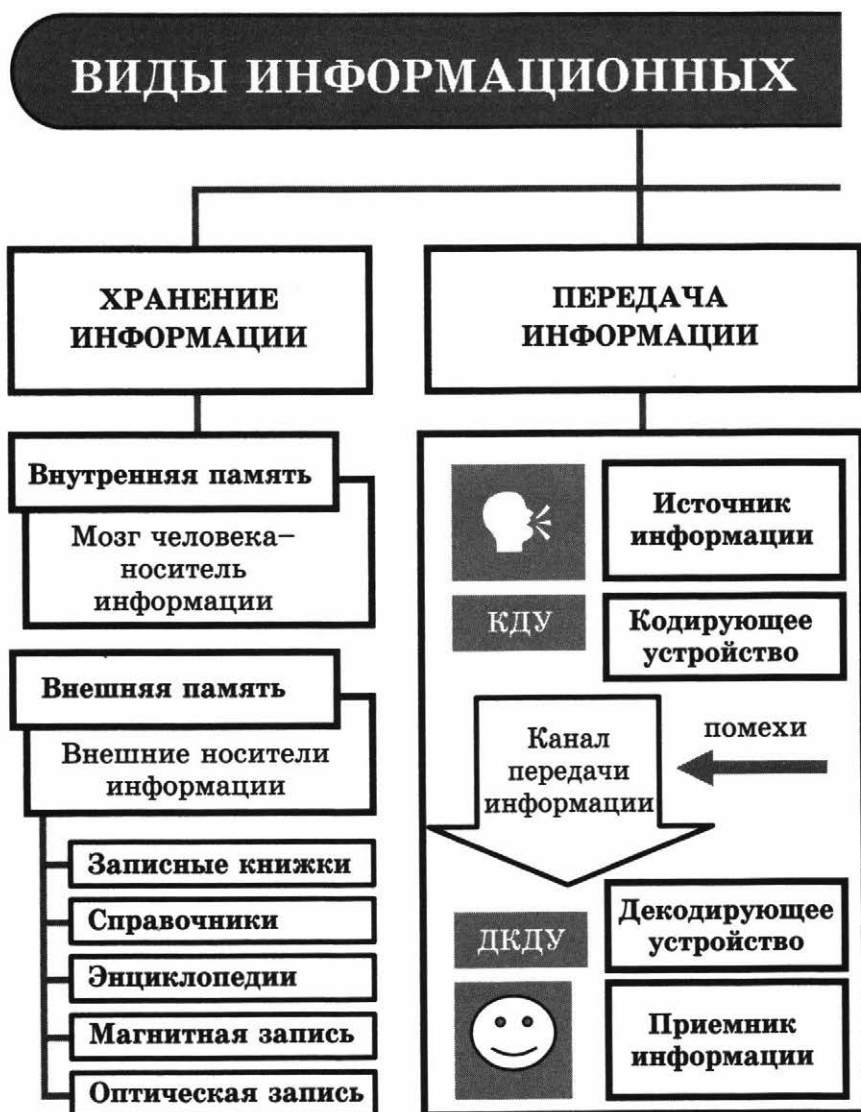 ВИДЫ ИНФОРМАЦИОННЫХ
ХРАНЕНИЕ
ИНФОРМАЦИИ
Внутренняя память
Мозг человека–
носитель
информации
Внешняя память
Внешние носители
информации
Записные книжки
Справочники
Энциклопедии
Магнитная запись
Оптическая запись
ПЕРЕДАЧА
ИНФОРМАЦИИ
Источник
информации
КДУ
Кодирующее
устройство
Канал
передачи
информации
помехи
ДКДУ
Декодирующее
устройство
Приемник
информации